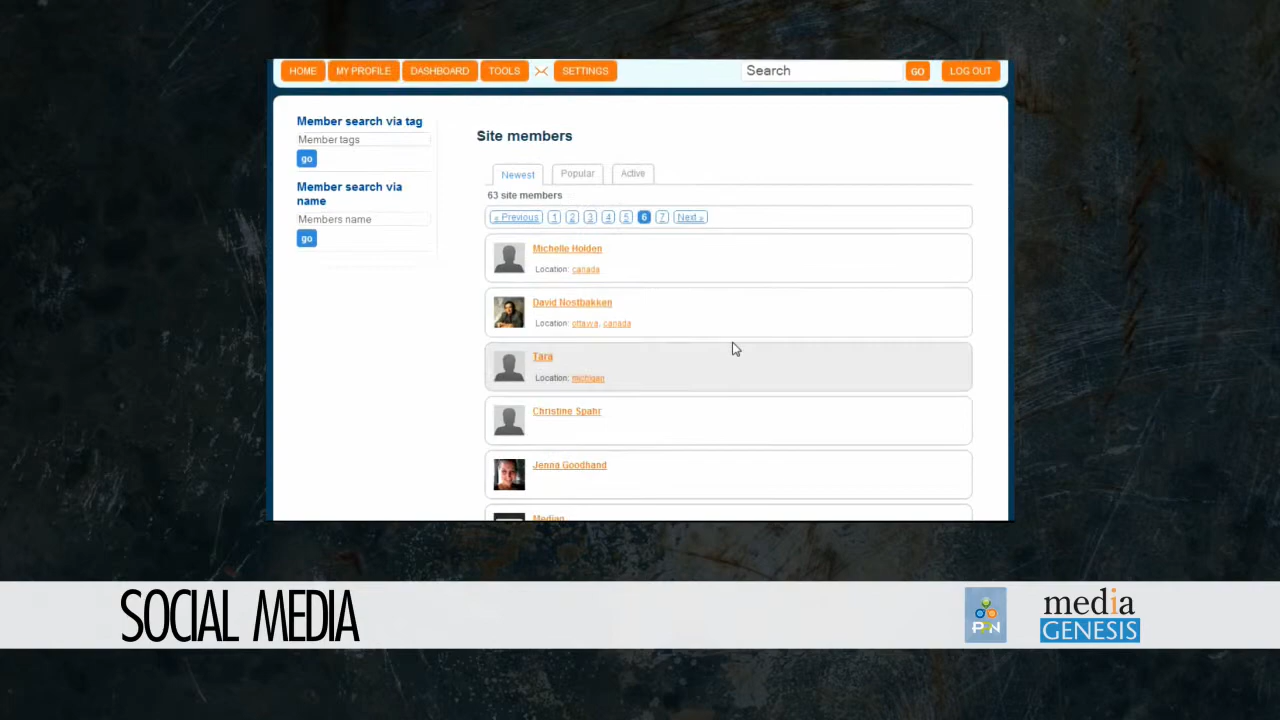 HOME MY PROFILE DASHBOARD TOOLS SETTINGS Search GO LOG OUT
Member search via tag
Member tags
go
Member search via
name
Members name
go
Site members
Newest Popular Active
63 site members
« Previous 1 2 3 4 5 6 7 Next »
Michelle Holden
Location: canada
David Nostbakken
Location: ottawa, canada
Tara
Location: michigan
Christine Spahr
Jenna Goodhand
Median
SOCIAL MEDIA
media
GENESIS